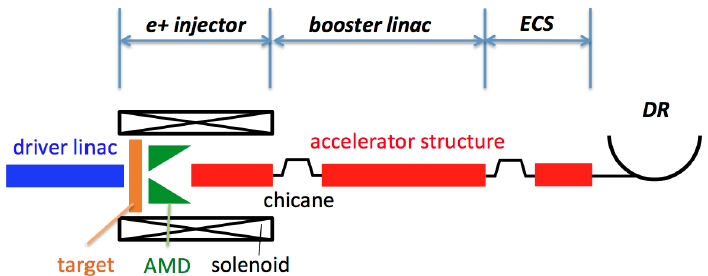 e+ injector
booster linac
ECS
DR
driver linac
accelerator structure
chicane
target
AMD
solenoid